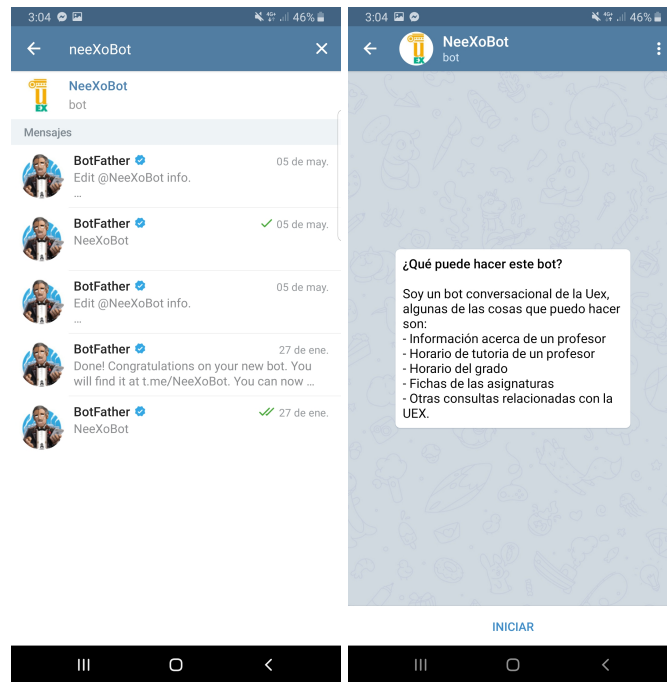 3:04
46%
neeXoBot
NeeXoBot
bot
Mensajes
BotFather
05 de may.
Edit @NeeXoBot info.
...
BotFather
05 de may.
NeeXoBot
BotFather
05 de may.
Edit @NeeXoBot info.
...
BotFather
27 de ene.
Done! Congratulations on your new bot. You
will find it at t.me/NeeXoBot. You can now ...
BotFather
27 de ene.
NeeXoBot
3:04
46%
NeeXoBot
bot
¿Qué puede hacer este bot?
Soy un bot conversacional de la Uex,
algunas de las cosas que puedo hacer
son:
- Información acerca de un profesor
- Horario de tutoria de un profesor
- Horario del grado
- Fichas de las asignaturas
- Otras consultas relacionadas con la
UEX.
INICIAR